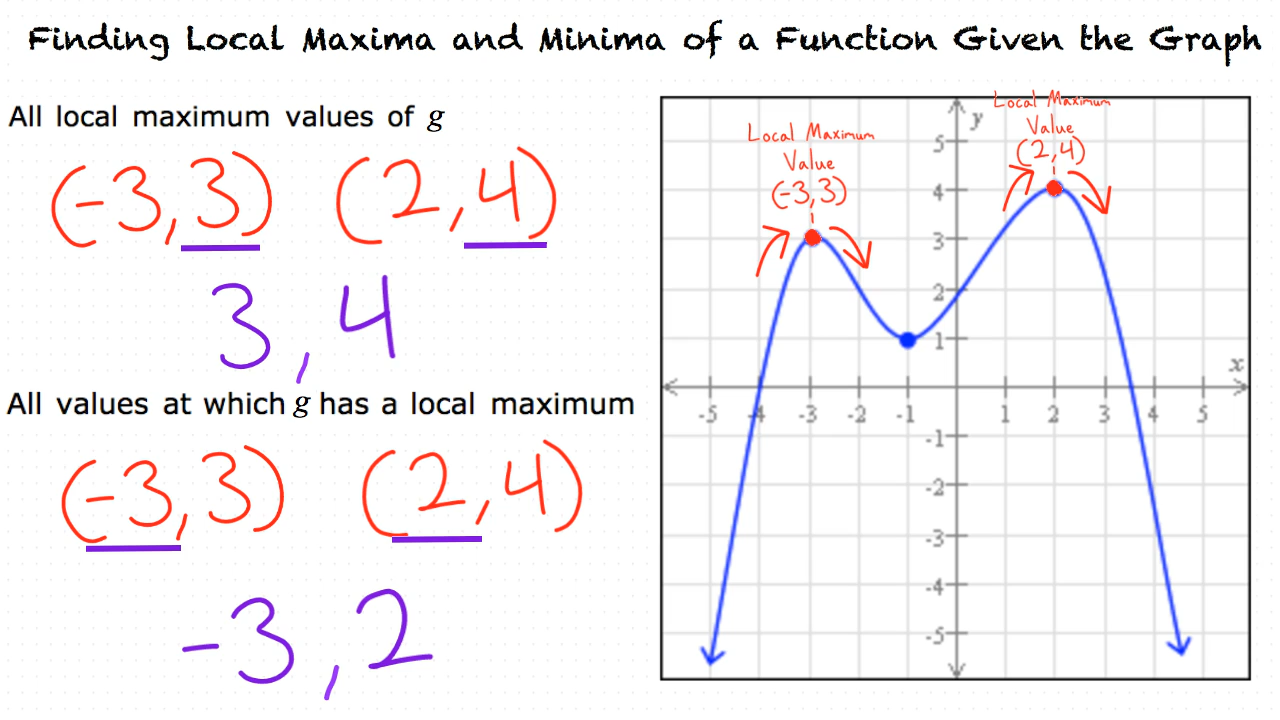 Finding Local Maxima and Minima of a Function Given the Graph
All local maximum values of g
(-3,3) (2,4)
3,4
All values at which g has a local maximum
(-3,3) (2,4)
-3,2
Local Maximum
Value
(2,4)
Local Maximum
Value
(-3,3)
y
5
4
3
2
1
x
-5 -4 -3 -2 -1 1 2 3 4 5
-1
-2
-3
-4
-5